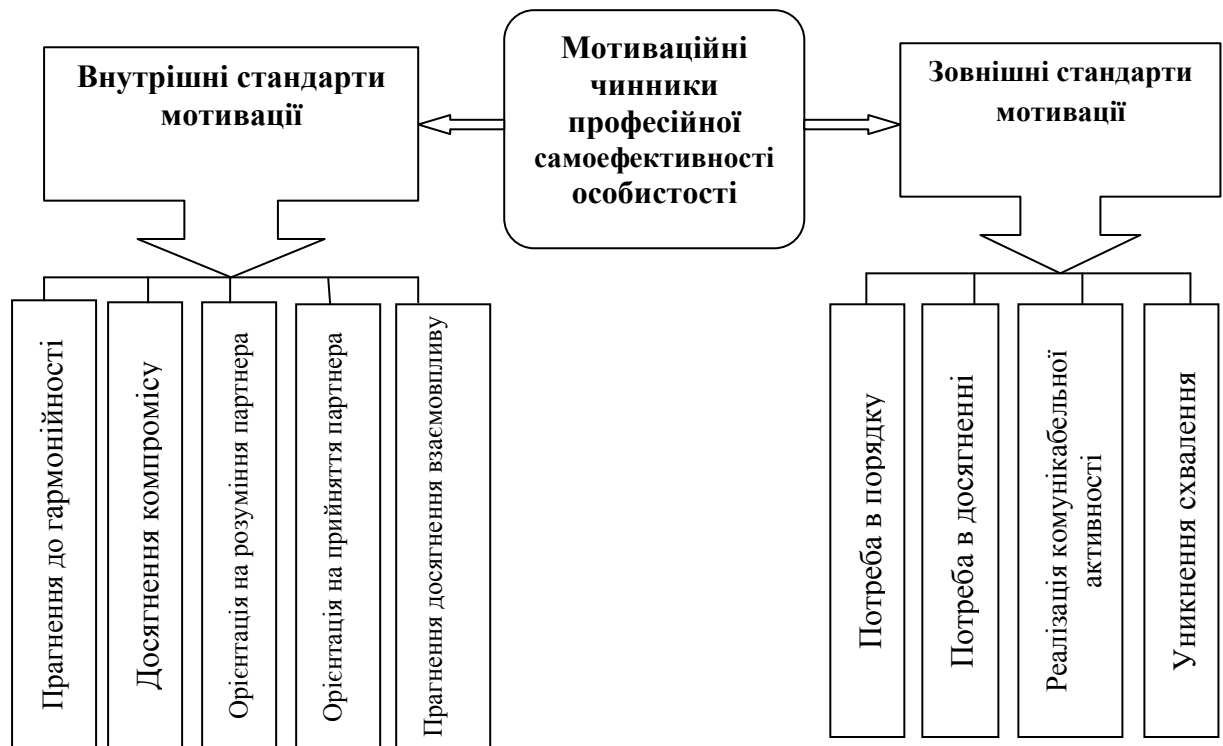 Внутрішні стандарти
мотивації
Мотиваційні
чинники
професійної
самоефективності
особистості
Зовнішні стандарти
мотивації
Прагнення до гармонійності
Досягнення компромісу
Орієнтація на розуміння партнера
Орієнтація на прийняття партнера
Прагнення досягнення взаємовпливу
Потреба в порядку
Потреба в досягненні
Реалізація комунікабельної
активності
Уникнення схвалення